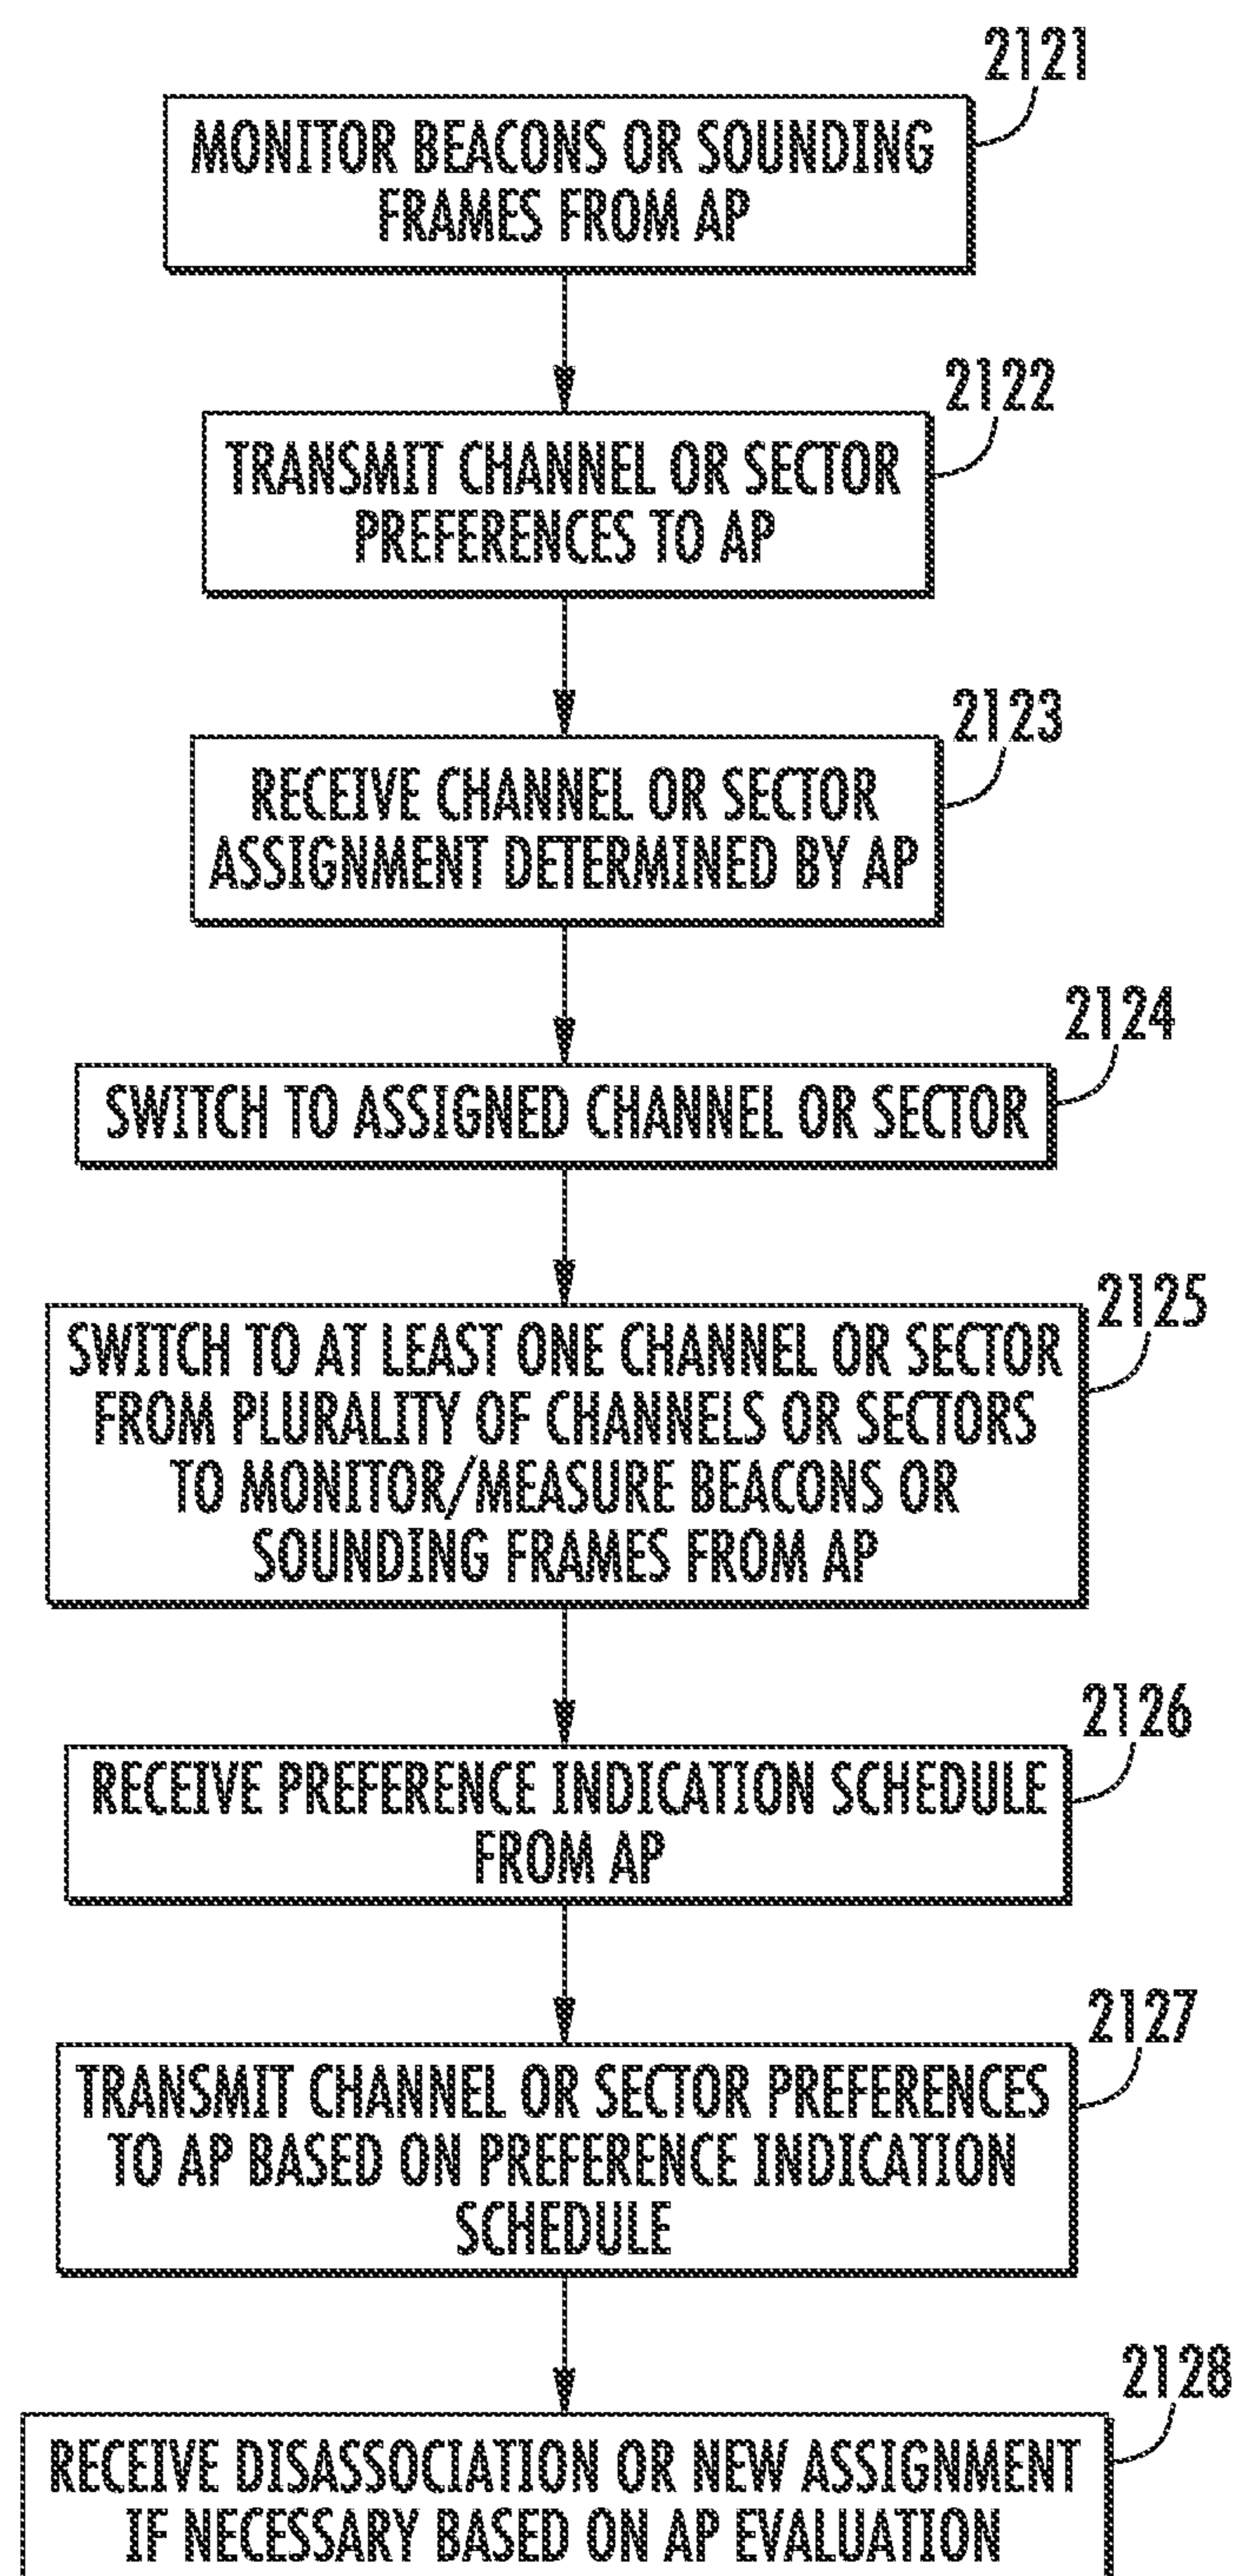 2121
MONITOR BEACONS OR SOUNDING
FRAMES FROM AP
2122
TRANSMIT CHANNEL OR SECTOR
PREFERENCES TO AP
2123
RECEIVE CHANNEL OR SECTOR
ASSIGNMENT DETERMINED BY AP
2124
SWITCH TO ASSIGNED CHANNEL OR SECTOR
2125
SWITCH TO AT LEAST ONE CHANNEL OR SECTOR
FROM PLURALITY OF CHANNELS OR SECTORS
TO MONITOR/MEASURE BEACONS OR
SOUNDING FRAMES FROM AP
2126
RECEIVE PREFERENCE INDICATION SCHEDULE
FROM AP
2127
TRANSMIT CHANNEL OR SECTOR PREFERENCES
TO AP BASED ON PREFERENCE INDICATION
SCHEDULE
2128
RECEIVE DISASSOCIATION OR NEW ASSIGNMENT
IF NECESSARY BASED ON AP EVALUATION